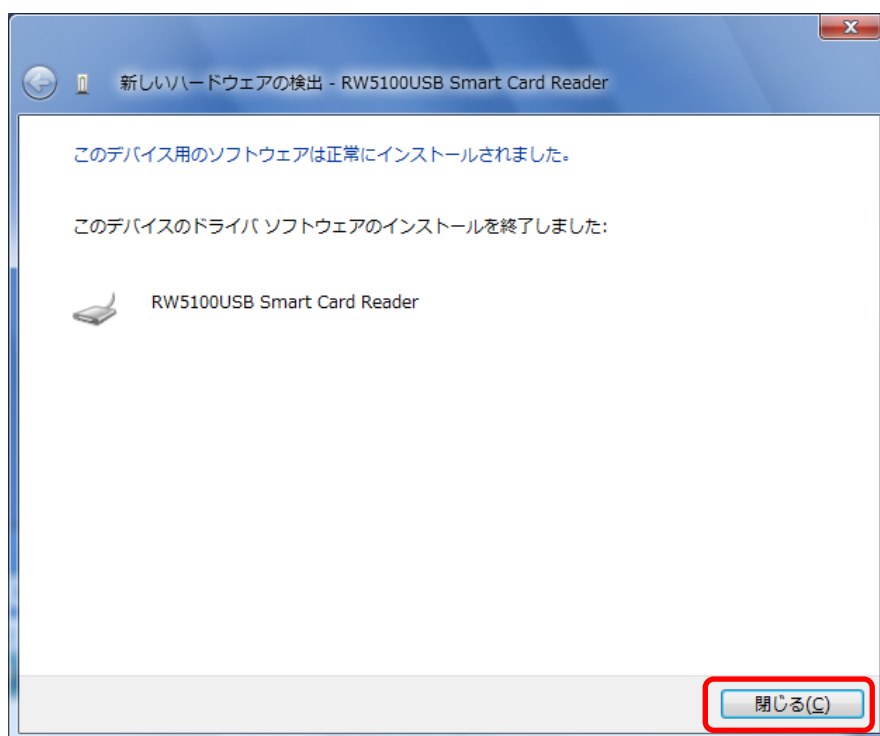 新しいハードウェアの検出 - RW5100USB Smart Card Reader
このデバイス用のソフトウェアは正常にインストールされました。
このデバイスのドライバ ソフトウェアのインストールを終了しました:
RW5100USB Smart Card Reader
閉じる(C)